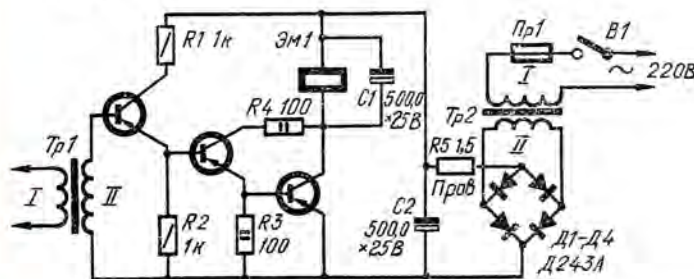 R1 1к
Эм1
Пр1
В1
I
~ 220В
R4 100
С1
500,0
×25В
Тр2
II
Тр1
I
II
R5 1,5
Пров
R2
1к
R3
100
С2
500,0
×25В
Д1-Д4
Д243А